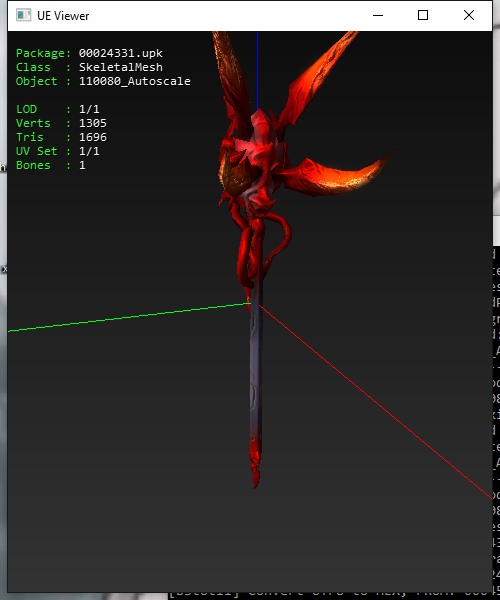 UE Viewer
Package: 00024331.upk
Class  : SkeletalMesh
Object : 110080_Autoscale
LOD    : 1/1
Verts  : 1305
Tris   : 1696
UV Set : 1/1
Bones  : 1